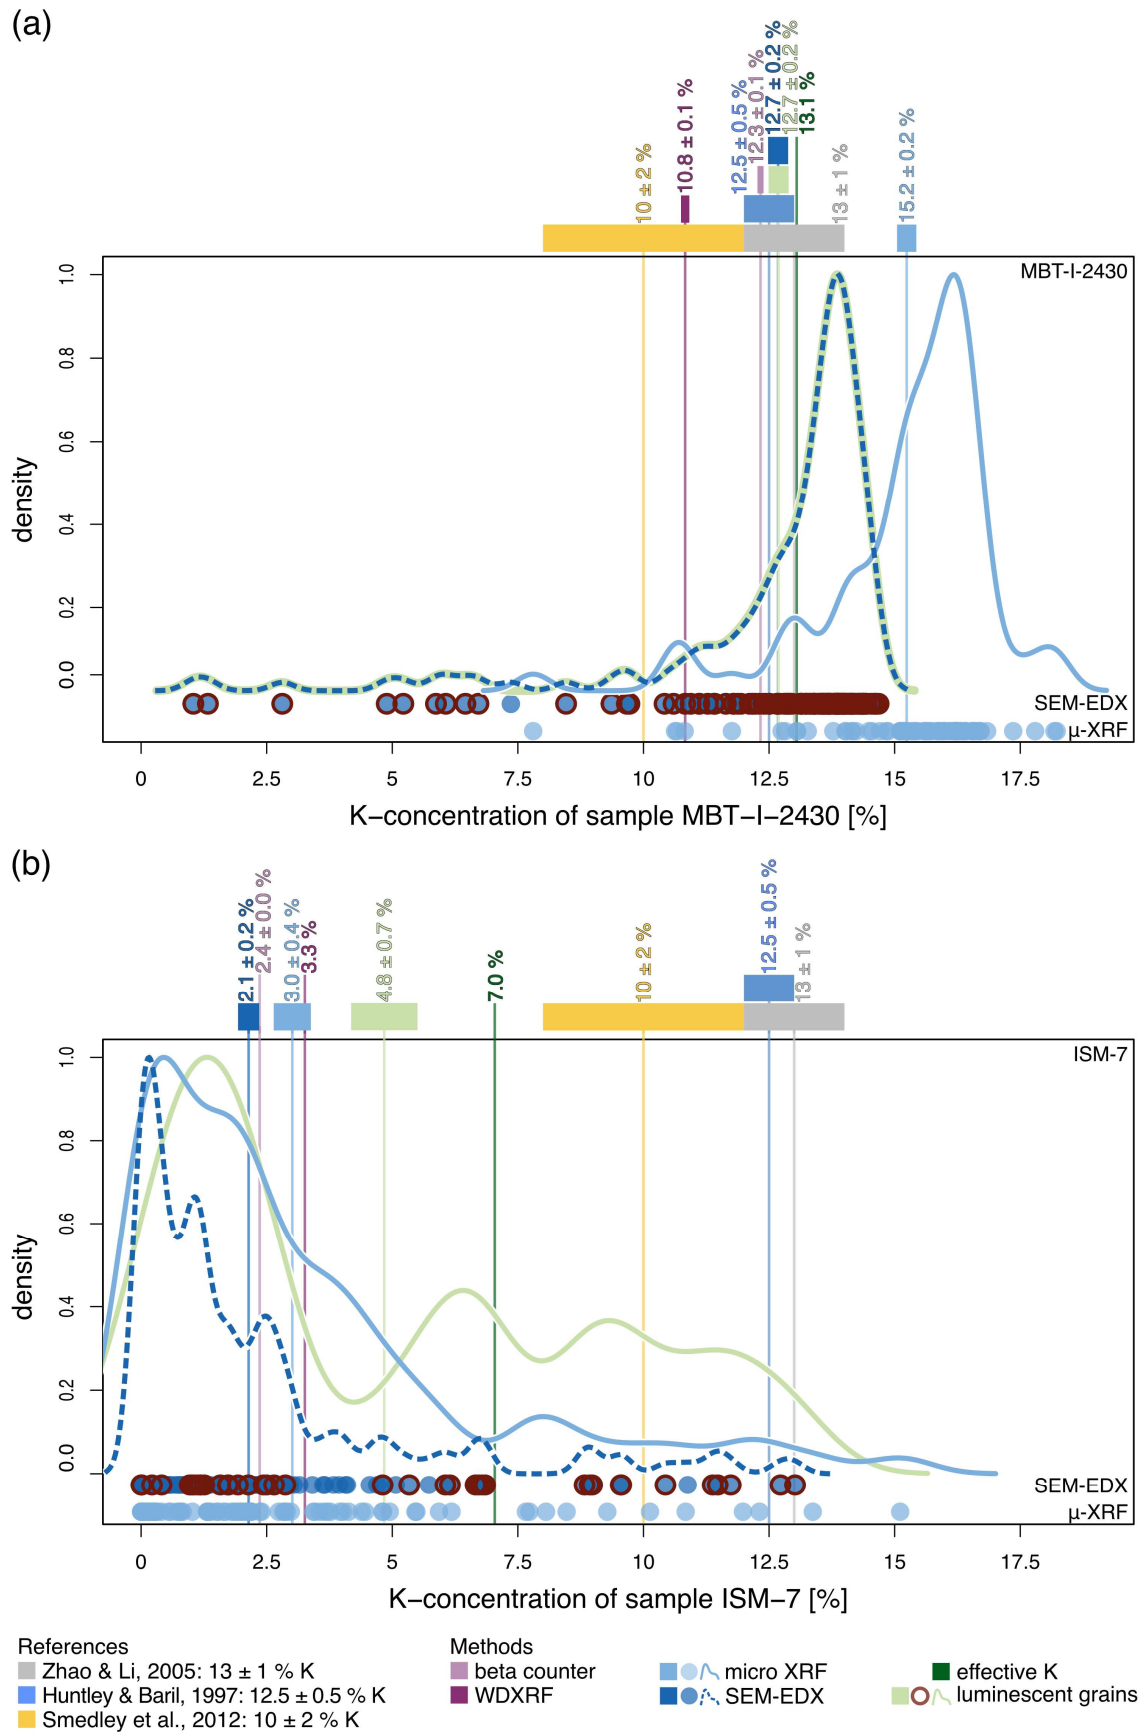 (a)
10 ± 2 %
10.8 ± 0.1 %
12.5 ± 0.5 %
12.3 ± 0.1 %
12.7 ± 0.2 %
12.7 ± 0.2 %
13.1 %
13 ± 1 %
15.2 ± 0.2 %
MBT-I-2430
density
1.0
0.8
0.6
0.4
0.2
0.0
SEM-EDX
µ-XRF
0 2.5 5 7.5 10 12.5 15 17.5
K−concentration of sample MBT−I−2430 [%]
(b)
2.1 ± 0.2 %
2.4 ± 0.0 %
3.0 ± 0.4 %
3.3 %
4.8 ± 0.7 %
7.0 %
10 ± 2 %
12.5 ± 0.5 %
13 ± 1 %
ISM-7
density
1.0
0.8
0.6
0.4
0.2
0.0
SEM-EDX
µ-XRF
0 2.5 5 7.5 10 12.5 15 17.5
K−concentration of sample ISM−7 [%]
References
Zhao & Li, 2005: 13 ± 1 % K
Huntley & Baril, 1997: 12.5 ± 0.5 % K
Smedley et al., 2012: 10 ± 2 % K
Methods
beta counter
WDXRF
micro XRF
SEM-EDX
effective K
luminescent grains